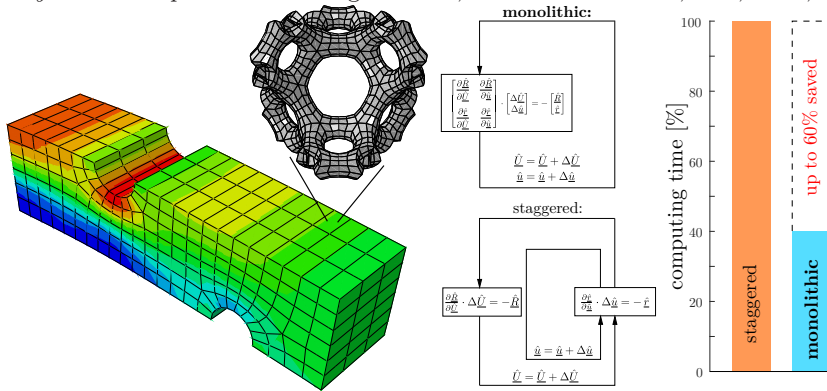 monolithic:
[∂R̂/∂Û ∂R̂/∂û ∂r̂/∂Û ∂r̂/∂û] · [ΔÛ Δû] = − [R̂ r̂]
Û = Û + ΔÛ
û = û + Δû
staggered:
∂R̂/∂Û · ΔÛ = −R̂
∂r̂/∂û · Δû = − r̂
û = û + Δû
Û = Û + ΔÛ
computing time [%]
100
80
60
40
20
0
staggered
monolithic
up to 60% saved